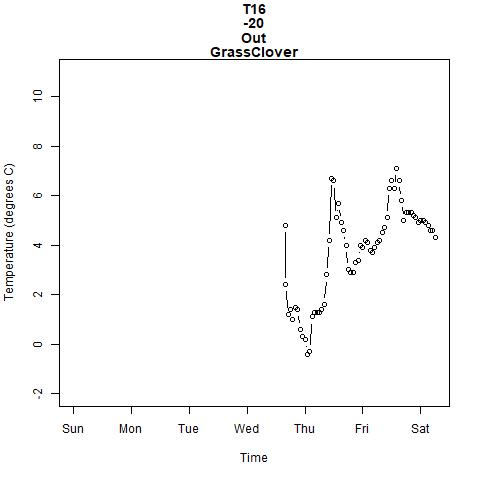 T16
-20
Out
GrassClover
10
8
6
4
2
0
-2
Temperature (degrees C)
Sun Mon Tue Wed Thu Fri Sat
Time